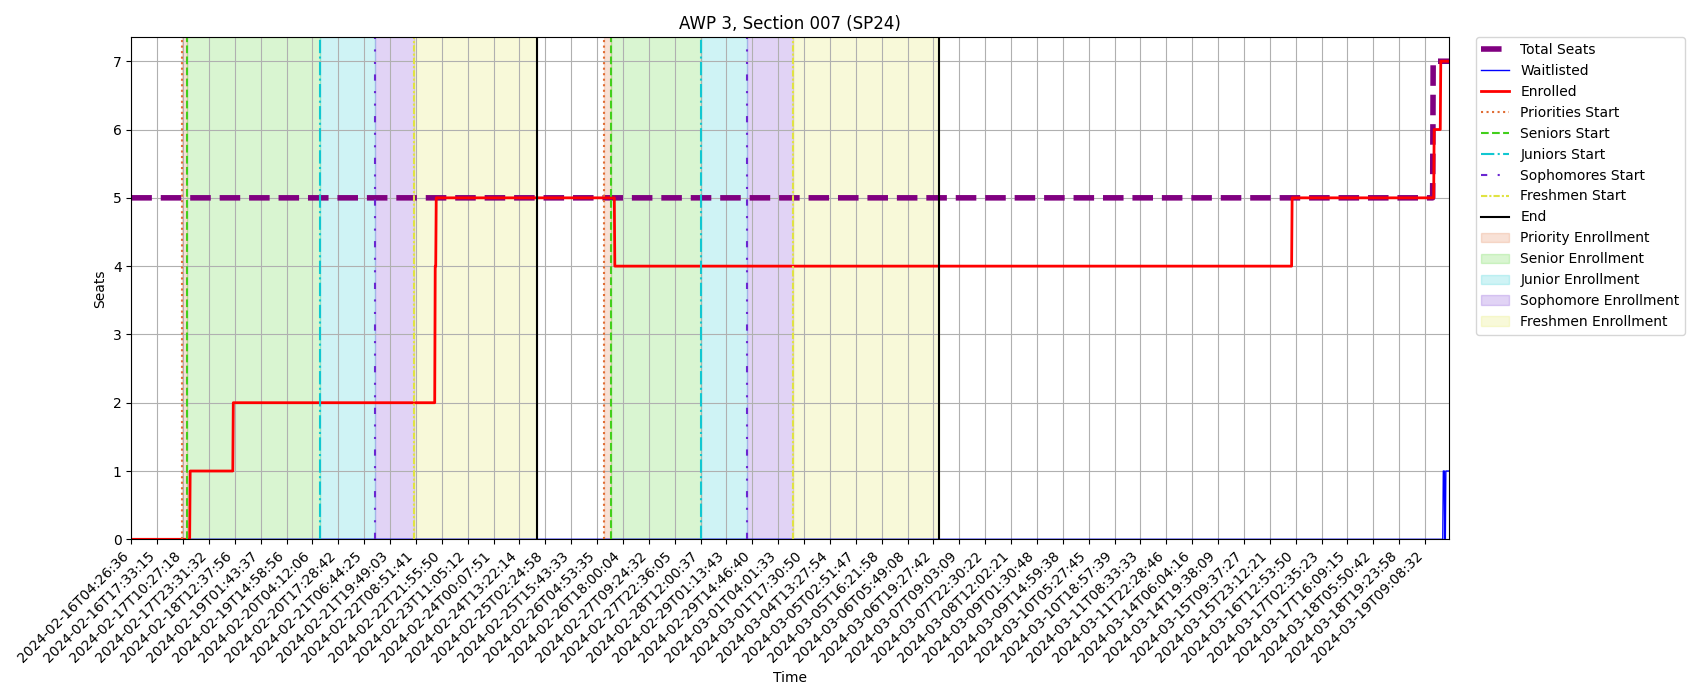 AWP 3, Section 007 (SP24)
Seats
7
6
5
4
3
2
1
0
2024-02-16T04:26:36
2024-02-16T17:33:15
2024-02-17T10:27:18
2024-02-17T23:31:32
2024-02-18T12:37:56
2024-02-19T01:43:37
2024-02-19T14:58:56
2024-02-20T04:12:06
2024-02-20T17:28:42
2024-02-21T06:44:25
2024-02-21T19:49:03
2024-02-22T08:51:41
2024-02-22T21:55:50
2024-02-23T11:05:12
2024-02-24T00:07:51
2024-02-24T13:22:14
2024-02-25T02:24:58
2024-02-25T15:43:33
2024-02-26T04:53:35
2024-02-26T18:00:04
2024-02-27T09:24:32
2024-02-27T22:36:05
2024-02-28T12:00:37
2024-02-29T01:13:43
2024-02-29T14:46:40
2024-03-01T04:01:33
2024-03-01T17:30:50
2024-03-04T13:27:54
2024-03-05T02:51:47
2024-03-05T16:21:58
2024-03-06T05:49:08
2024-03-06T19:27:42
2024-03-07T09:03:09
2024-03-07T22:30:22
2024-03-08T12:02:21
2024-03-09T01:30:48
2024-03-09T14:59:38
2024-03-10T05:27:45
2024-03-10T18:57:39
2024-03-11T08:33:33
2024-03-11T22:28:46
2024-03-14T06:04:16
2024-03-14T19:38:09
2024-03-15T09:37:27
2024-03-15T23:12:21
2024-03-16T12:53:50
2024-03-17T02:35:23
2024-03-17T16:09:15
2024-03-18T05:50:42
2024-03-18T19:23:58
2024-03-19T09:08:32
Time
Total Seats
Waitlisted
Enrolled
Priorities Start
Seniors Start
Juniors Start
Sophomores Start
Freshmen Start
End
Priority Enrollment
Senior Enrollment
Junior Enrollment
Sophomore Enrollment
Freshmen Enrollment